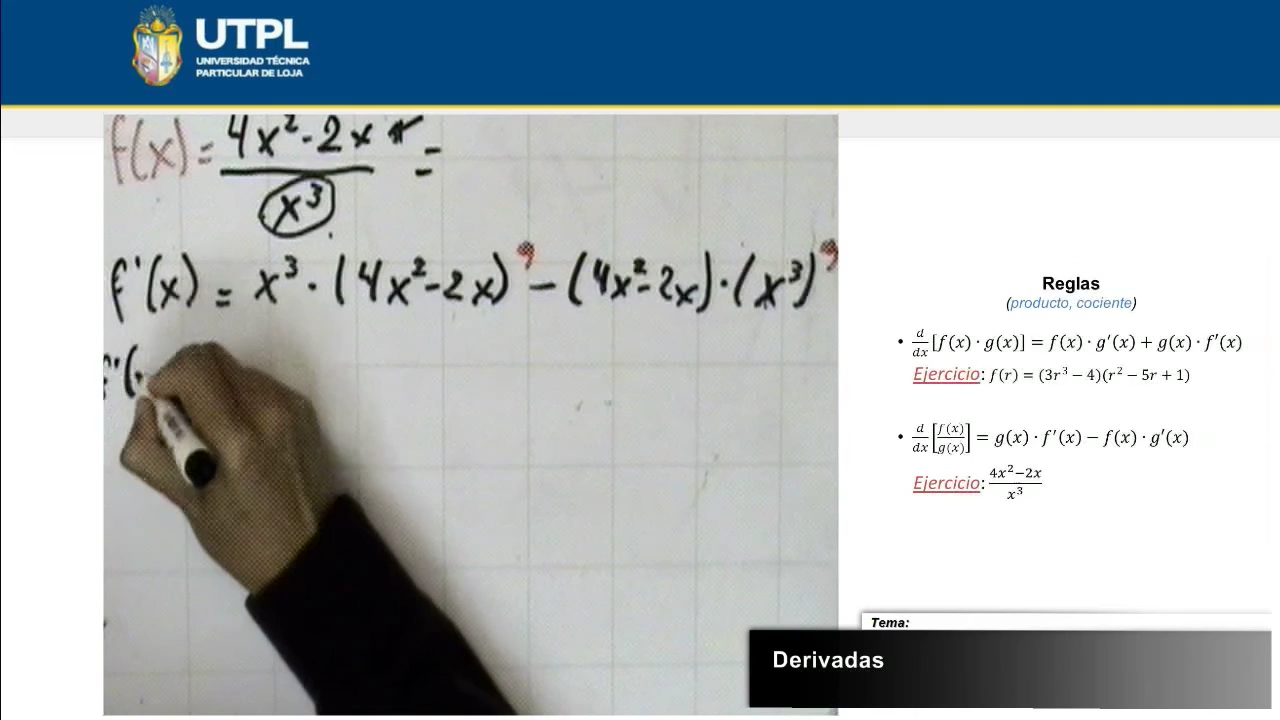 UTPL
UNIVERSIDAD TÉCNICA
PARTICULAR DE LOJA
f(x) = 4x² - 2x =
x³
f'(x) = x³ · (4x² - 2x)' - (4x² - 2x) · (x³)'
f'(
Reglas
(producto, cociente)
• d/dx [f(x) · g(x)] = f(x) · g′(x) + g(x) · f′(x)
Ejercicio: f(r) = (3r³ − 4)(r² − 5r + 1)
• d/dx [f(x)/g(x)] = g(x) · f′(x) − f(x) · g′(x)
Ejercicio: 4x²−2x/x³
Tema:
Derivadas